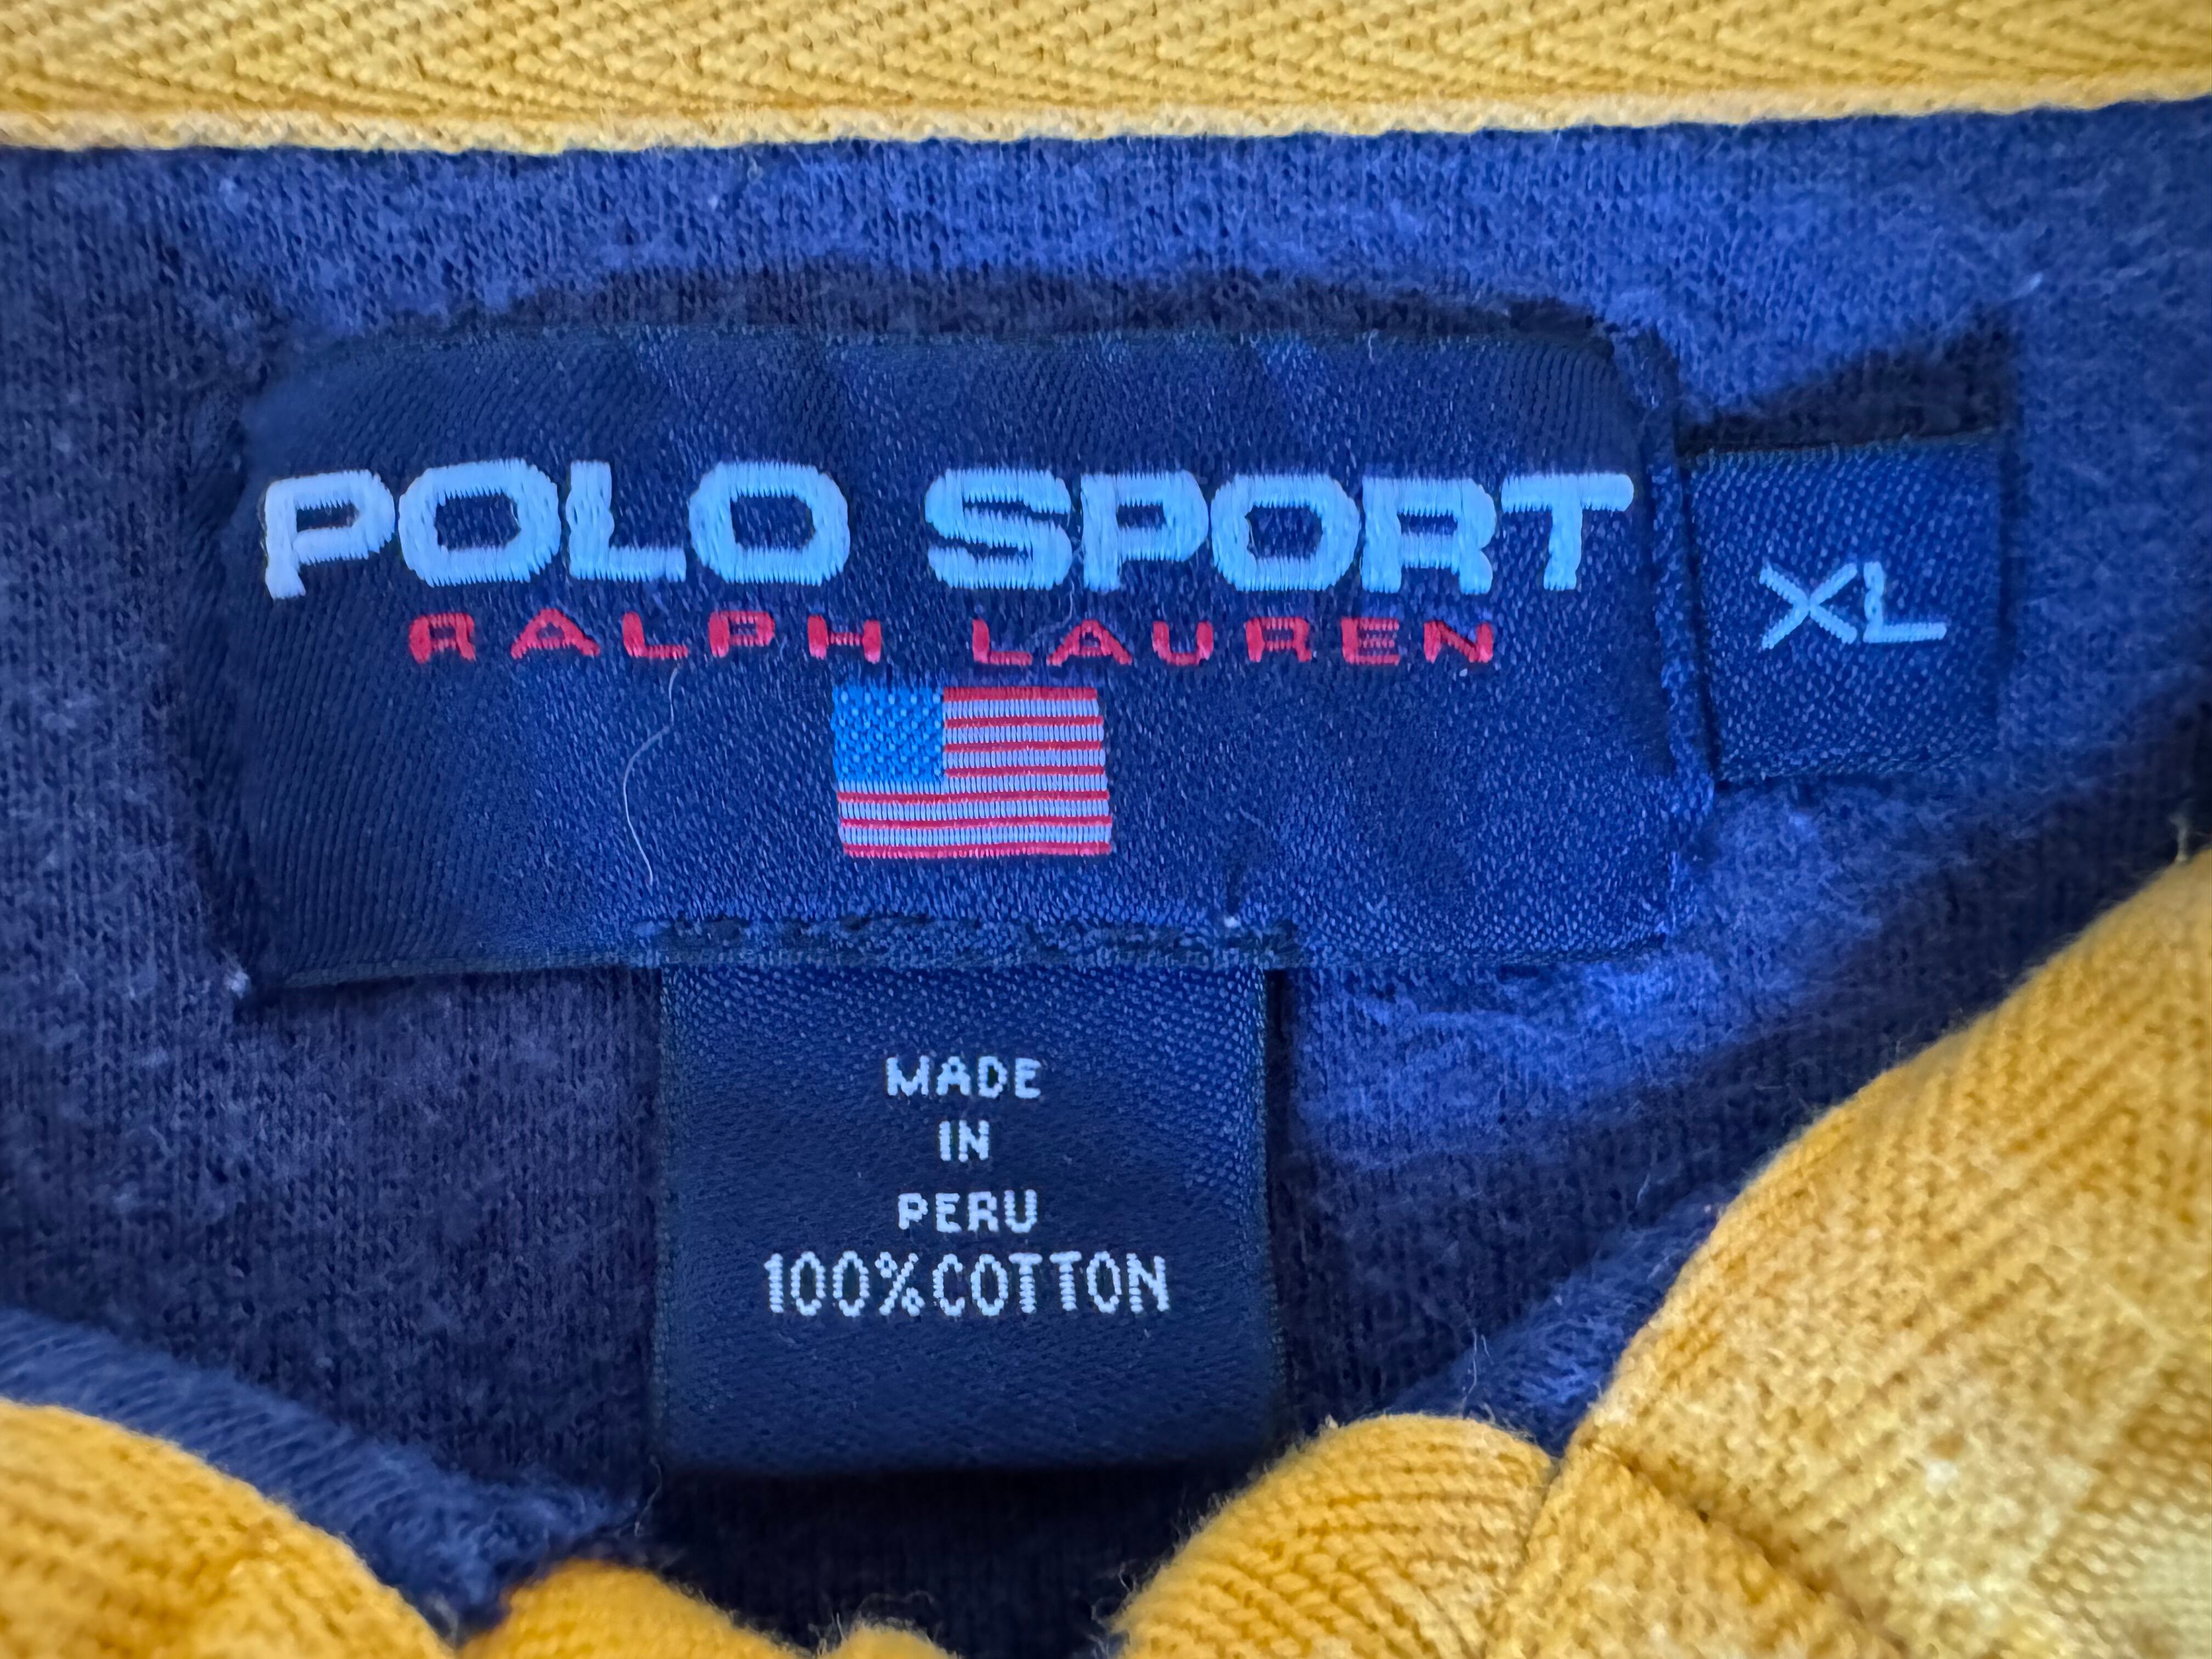 POLO SPORT
RALPH LAUREN
XL
MADE
IN
PERU
100%COTTON